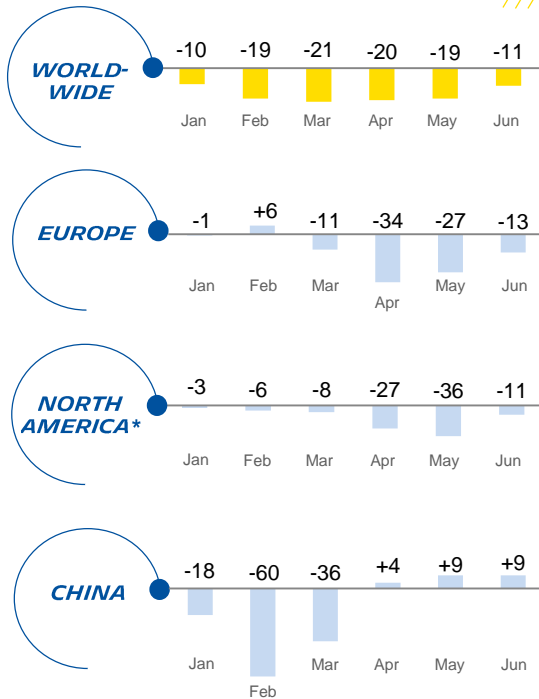 -10 -19 -21 -20 -19 -11
WORLD-
WIDE
Jan Feb Mar Apr May Jun
-1 +6 -11 -34 -27 -13
EUROPE
Jan Feb Mar Apr May Jun
-3 -6 -8 -27 -36 -11
NORTH
AMERICA*
Jan Feb Mar Apr May Jun
-18 -60 -36 +4 +9 +9
CHINA
Jan Feb Mar Apr May Jun